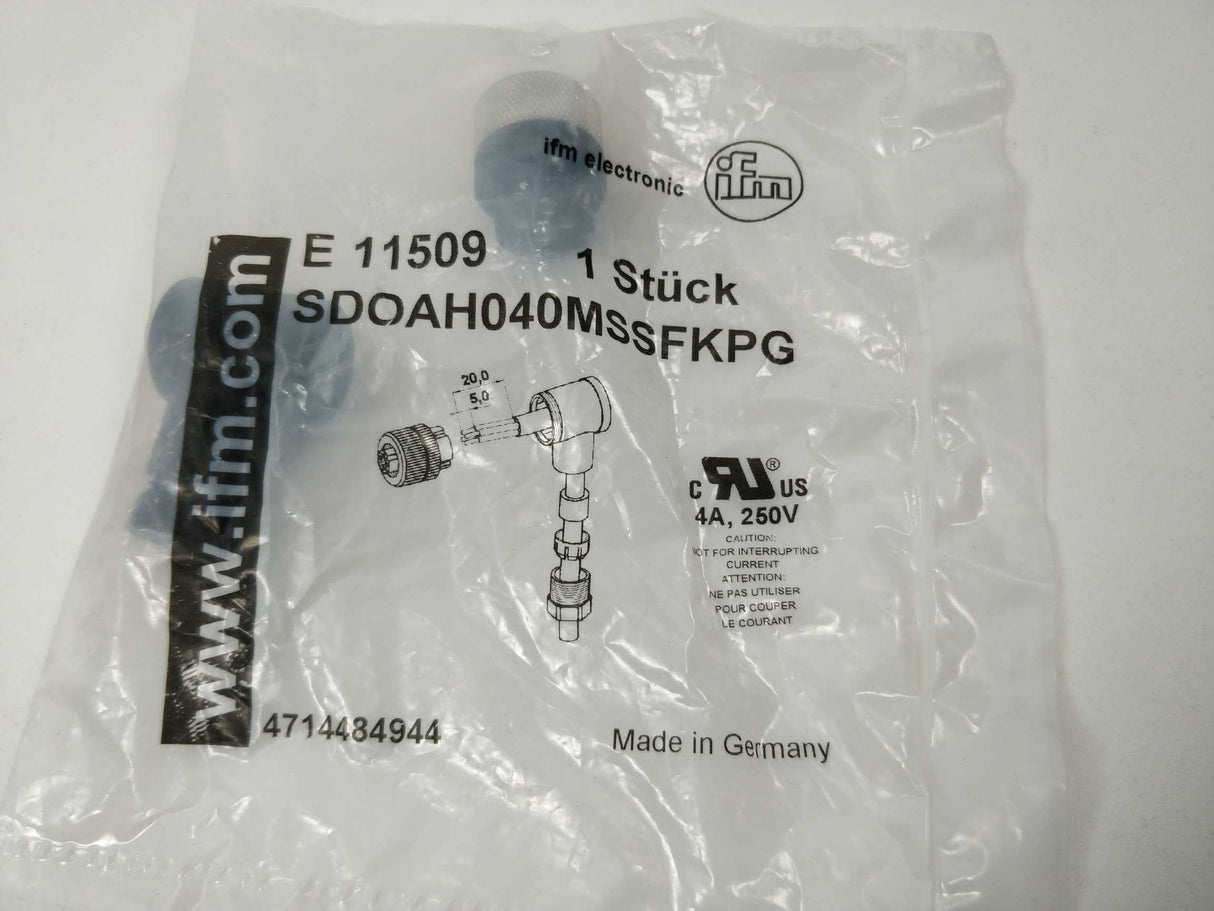 ifm electronic
ifm
E 11509 1 Stück
SDOAH040MSSFKPG
www.ifm.com
20,0
5,0
C RU® US
4A, 250V
CAUTION:
NOT FOR INTERRUPTING
CURRENT
ATTENTION:
NE PAS UTILISER
POUR COUPER
LE COURANT
4714484944
Made in Germany